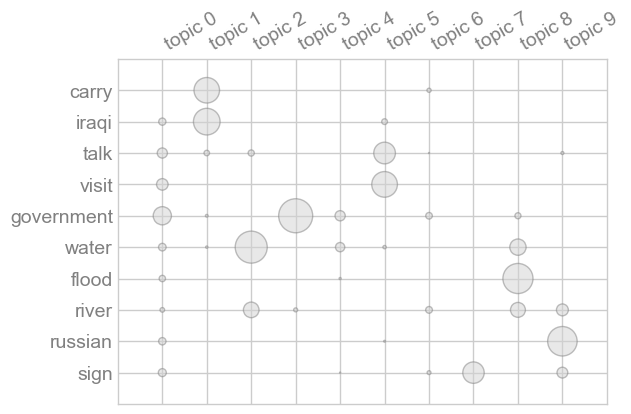 topic 0 topic 1 topic 2 topic 3 topic 4 topic 5 topic 6 topic 7 topic 8 topic 9
carry
iraqi
talk
visit
government
water
flood
river
russian
sign